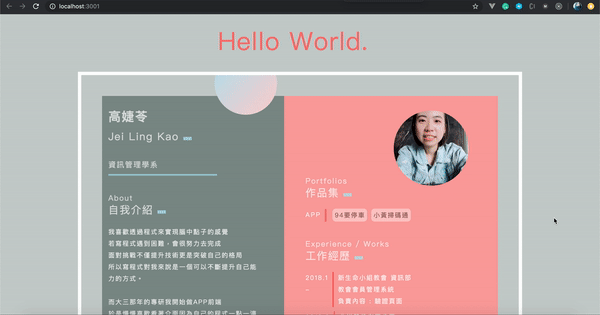 localhost:3001
Hello World.
高婕苓
Jei Ling Kao
資訊管理學系
About
自我介紹
我喜歡透過程式來實現腦中點子的感覺
若寫程式遇到困難，會很努力去完成
面對挑戰不僅提升技術更是突破自己的格局
所以寫程式對我來說是一個可以不斷提升自己能
力的方式。
而大三那年的專研我開始做APP前端
Portfolios
作品集
APP
94要停車
小黃掃碼通
Experience / Works
工作經歷
2018.1
–
新生命小組教會 資訊部
教會會員管理系統
負責內容：驗證頁面